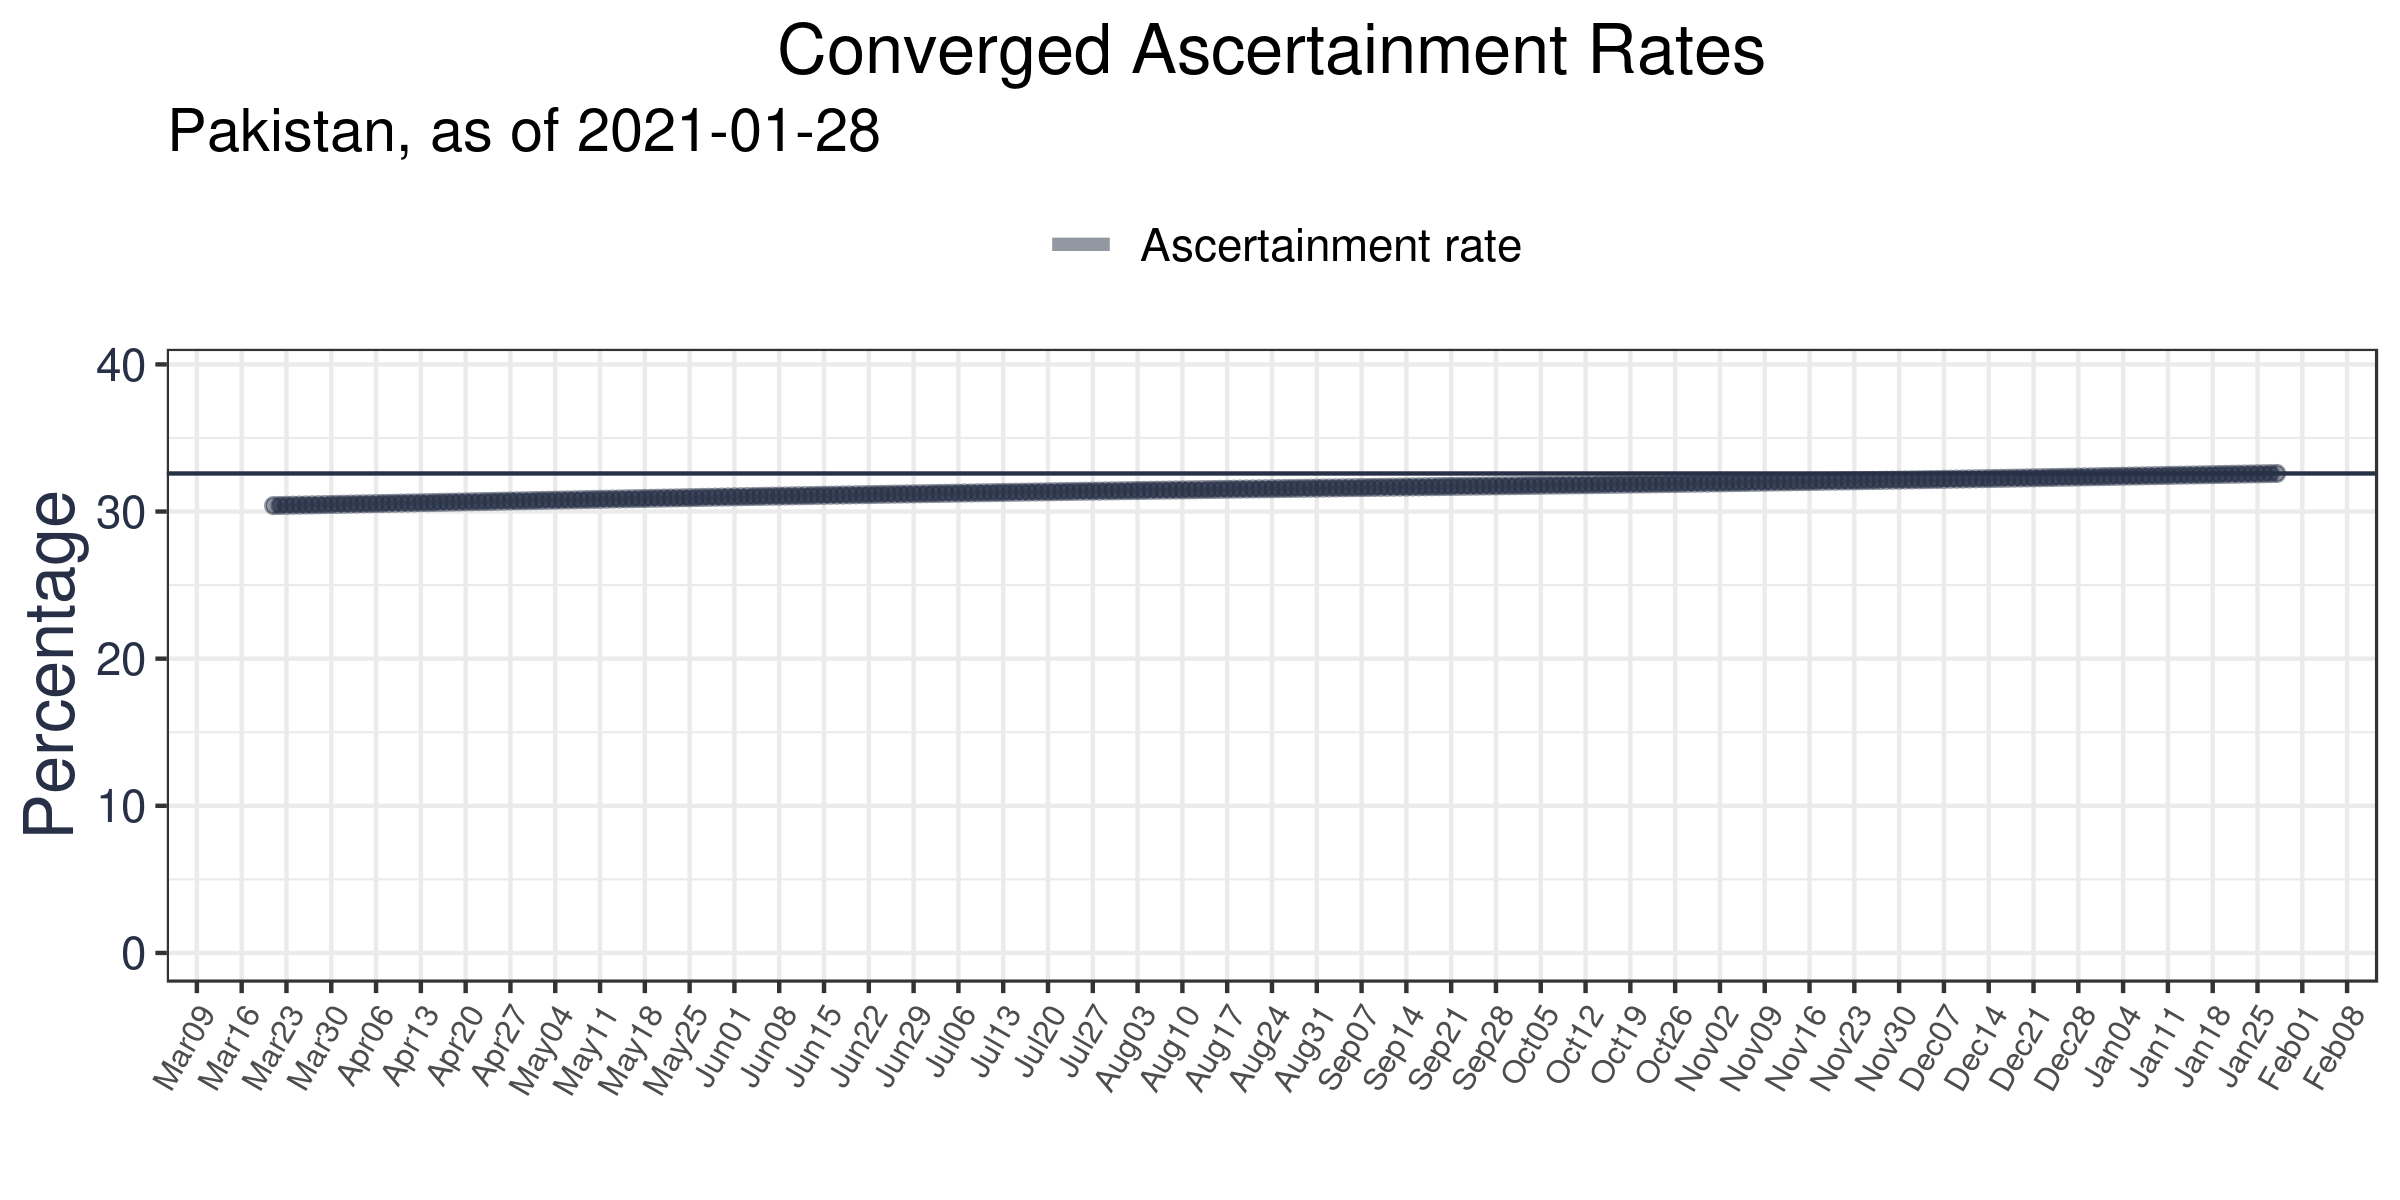 Converged Ascertainment Rates
Pakistan, as of 2021-01-28
Ascertainment rate
Percentage
40
30
20
10
0
Mar09
Mar16
Mar23
Mar30
Apr06
Apr13
Apr20
Apr27
May04
May11
May18
May25
Jun01
Jun08
Jun15
Jun22
Jun29
Jul06
Jul13
Jul20
Jul27
Aug03
Aug10
Aug17
Aug24
Aug31
Sep07
Sep14
Sep21
Sep28
Oct05
Oct12
Oct19
Oct26
Nov02
Nov09
Nov16
Nov23
Nov30
Dec07
Dec14
Dec21
Dec28
Jan04
Jan11
Jan18
Jan25
Feb01
Feb08